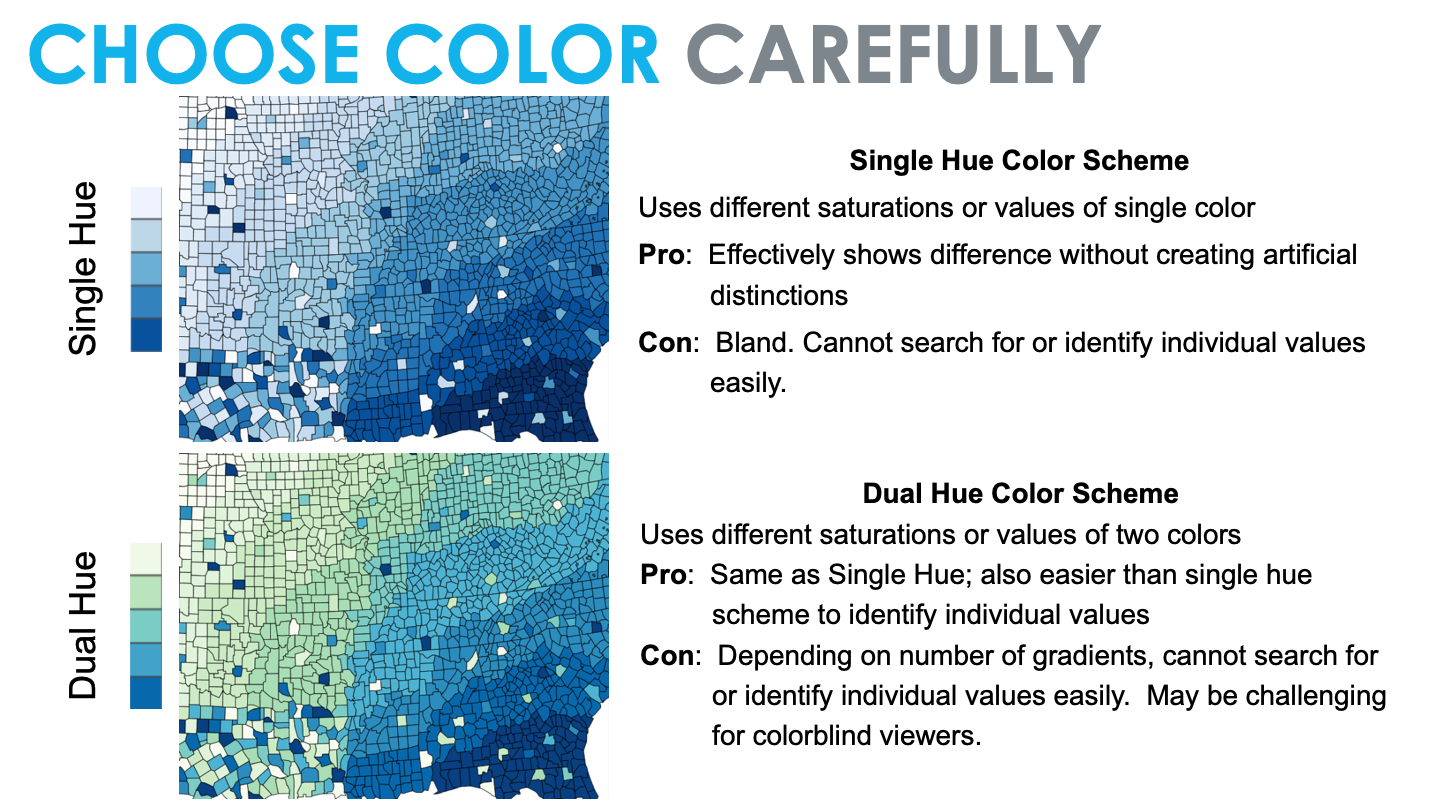 CHOOSE COLOR CAREFULLY
Single Hue
Single Hue Color Scheme
Uses different saturations or values of single color
Pro:  Effectively shows difference without creating artificial
distinctions
Con:  Bland. Cannot search for or identify individual values
easily.
Dual Hue
Dual Hue Color Scheme
Uses different saturations or values of two colors
Pro:  Same as Single Hue; also easier than single hue
scheme to identify individual values
Con:  Depending on number of gradients, cannot search for
or identify individual values easily.  May be challenging
for colorblind viewers.